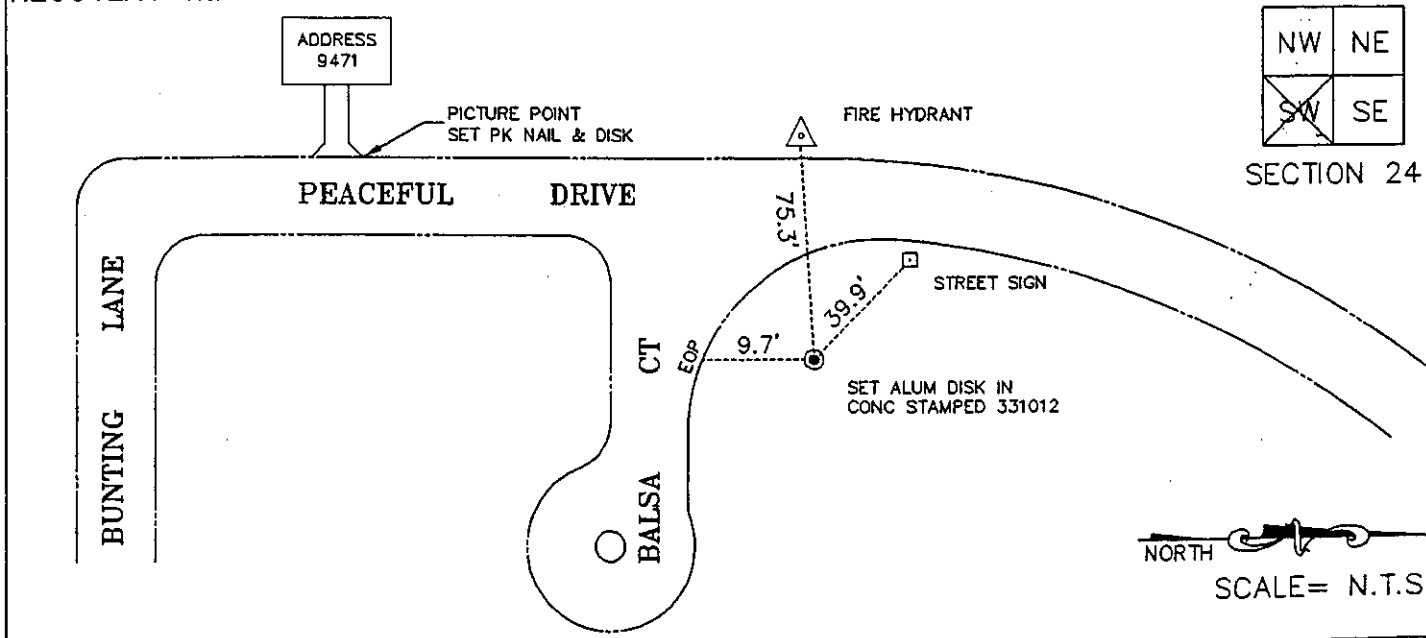 ADDRESS
9471
PICTURE POINT
SET PK NAIL & DISK
FIRE HYDRANT
NW NE
SW SE
SECTION 24
PEACEFUL DRIVE
75.3'
STREET SIGN
39.9'
9.7'
EOP
BUNTING LANE
BALSA CT
SET ALUM DISK IN
CONC STAMPED 331012
NORTH
SCALE= N.T.S